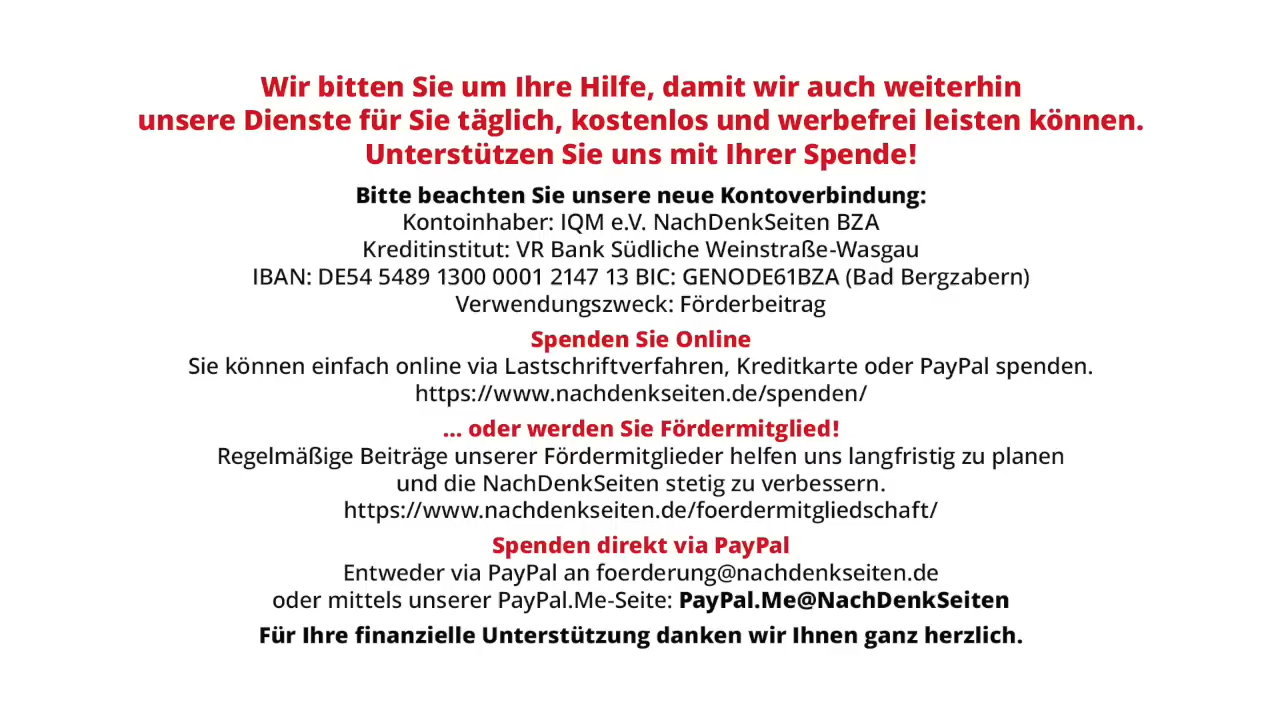 Wir bitten Sie um Ihre Hilfe, damit wir auch weiterhin
unsere Dienste für Sie täglich, kostenlos und werbefrei leisten können.
Unterstützen Sie uns mit Ihrer Spende!
Bitte beachten Sie unsere neue Kontoverbindung:
Kontoinhaber: IQM e.V. NachDenkSeiten BZA
Kreditinstitut: VR Bank Südliche Weinstraße-Wasgau
IBAN: DE54 5489 1300 0001 2147 13 BIC: GENODE61BZA (Bad Bergzabern)
Verwendungszweck: Förderbeitrag
Spenden Sie Online
Sie können einfach online via Lastschriftverfahren, Kreditkarte oder PayPal spenden.
https://www.nachdenkseiten.de/spenden/
... oder werden Sie Fördermitglied!
Regelmäßige Beiträge unserer Fördermitglieder helfen uns langfristig zu planen
und die NachDenkSeiten stetig zu verbessern.
https://www.nachdenkseiten.de/foerdermitgliedschaft/
Spenden direkt via PayPal
Entweder via PayPal an foerderung@nachdenkseiten.de
oder mittels unserer PayPal.Me-Seite: PayPal.Me@NachDenkSeiten
Für Ihre finanzielle Unterstützung danken wir Ihnen ganz herzlich.